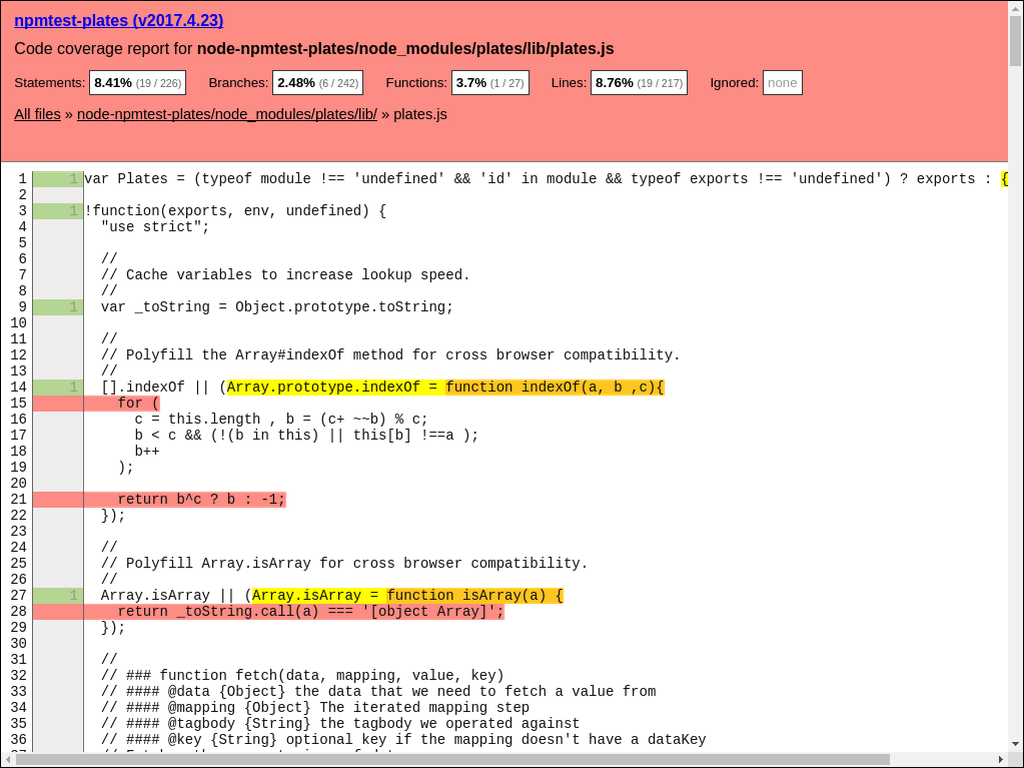 npmtest-plates (v2017.4.23)
Code coverage report for node-npmtest-plates/node_modules/plates/lib/plates.js
Statements: 8.41% (19 / 226) Branches: 2.48% (6 / 242) Functions: 3.7% (1 / 27) Lines: 8.76% (19 / 217) Ignored: none
All files » node-npmtest-plates/node_modules/plates/lib/ » plates.js
1 1 var Plates = (typeof module !== 'undefined' && 'id' in module && typeof exports !== 'undefined') ? exports : {
2
3 1 !function(exports, env, undefined) {
4 "use strict";
5
6 //
7 // Cache variables to increase lookup speed.
8 //
9 1 var _toString = Object.prototype.toString;
10
11 //
12 // Polyfill the Array#indexOf method for cross browser compatibility.
13 //
14 1 [].indexOf || (Array.prototype.indexOf = function indexOf(a, b ,c){
15 for (
16 c = this.length , b = (c+ ~~b) % c;
17 b < c && (!(b in this) || this[b] !==a );
18 b++
19 );
20
21 return b^c ? b : -1;
22 });
23
24 //
25 // Polyfill Array.isArray for cross browser compatibility.
26 //
27 1 Array.isArray || (Array.isArray = function isArray(a) {
28 return _toString.call(a) === '[object Array]';
29 });
30
31 //
32 // ### function fetch(data, mapping, value, key)
33 // #### @data {Object} the data that we need to fetch a value from
34 // #### @mapping {Object} The iterated mapping step
35 // #### @tagbody {String} the tagbody we operated against
36 // #### @key {String} optional key if the mapping doesn't have a dataKey